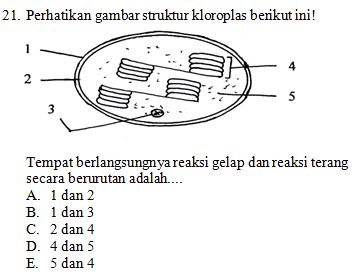 21. Perhatikan gambar struktur kloroplas berikut ini!
1
2
3
4
5
Tempat berlangsungnya reaksi gelap dan reaksi terang
secara berurutan adalah....
A. 1 dan 2
B. 1 dan 3
C. 2 dan 4
D. 4 dan 5
E. 5 dan 4